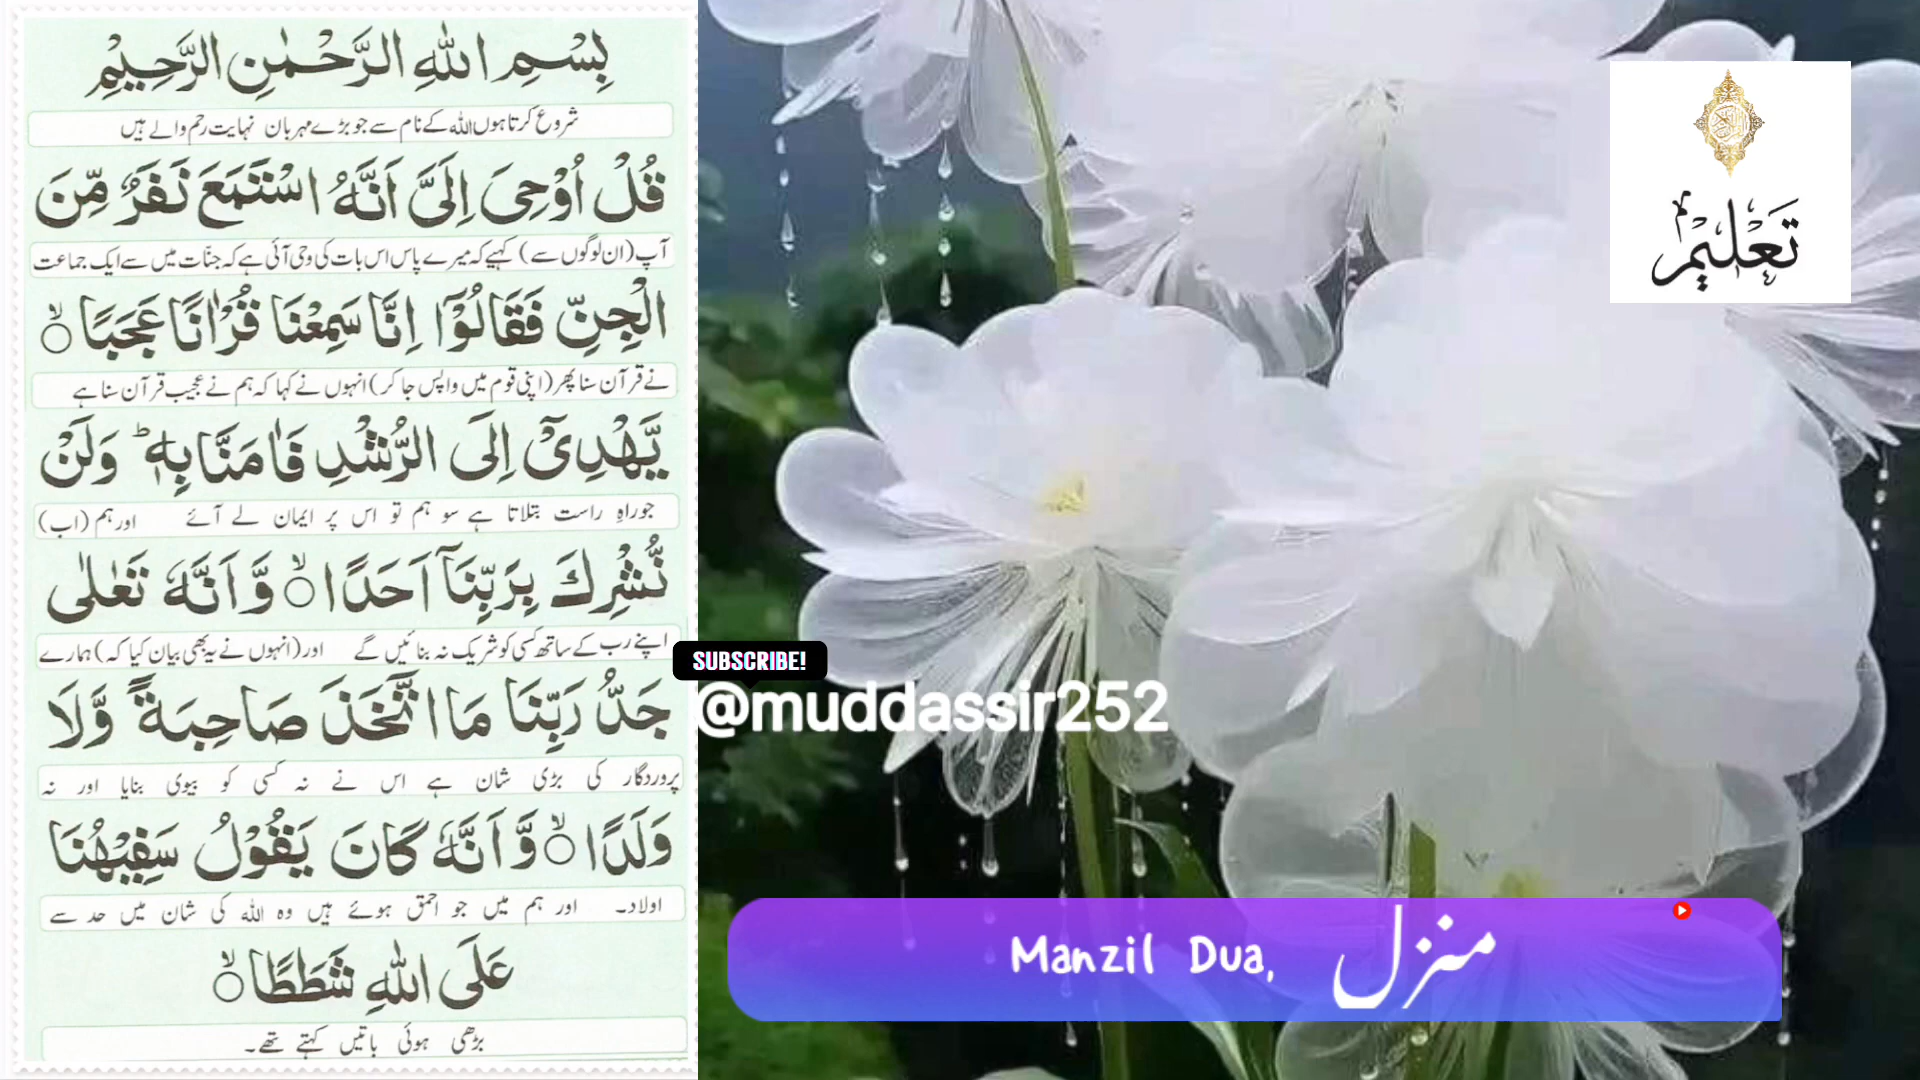 بِسْمِ اللهِ الرَّحْمٰنِ الرَّحِيْمِ
شروع کرتا ہوں اللہ کے نام سے جو بڑے مہربان نہایت رحم والے ہیں
قُلْ اُوْحِیَ اِلَیَّ اَنَّهُ اسْتَمَعَ نَفَرٌ مِّنَ
آپ (ان لوگوں سے) کہیے کہ میرے پاس اس بات کی وحی آئی ہے کہ جنّات میں سے ایک جماعت
الْجِنِّ فَقَالُوْۤا اِنَّا سَمِعْنَا قُرْاٰنًا عَجَبًا ۙ
نے قرآن سنا پھر (اپنی قوم میں واپس جا کر) انہوں نے کہا کہ ہم نے عجیب قرآن سنا ہے
یَّهْدِیْۤ اِلَی الرُّشْدِ فَاٰمَنَّا بِهٖ ؕ وَلَنْ
جو راہِ راست بتلاتا ہے سو ہم تو اس پر ایمان لے آئے اور ہم (اب)
نُّشْرِكَ بِرَبِّنَاۤ اَحَدًا ۙ وَّاَنَّهٗ تَعٰلٰی
اپنے رب کے ساتھ کسی کو شریک نہ بنائیں گے اور (انہوں نے یہ بھی بیان کیا کہ) ہمارے
جَدُّ رَبِّنَا مَا اتَّخَذَ صَاحِبَةً وَّلَا
پروردگار کی بڑی شان ہے اس نے نہ کسی کو بیوی بنایا اور نہ
وَلَدًا ۙ وَّاَنَّهٗ كَانَ یَقُوْلُ سَفِیْهُنَا
اولاد۔ اور ہم میں جو احمق ہوئے ہیں وہ اللہ کی شان میں حد سے
عَلَی اللهِ شَطَطًا ۙ
بڑھی ہوئی باتیں کہتے تھے۔
تعليم
SUBSCRIBE!
@muddassir252
Manzil Dua, منزل